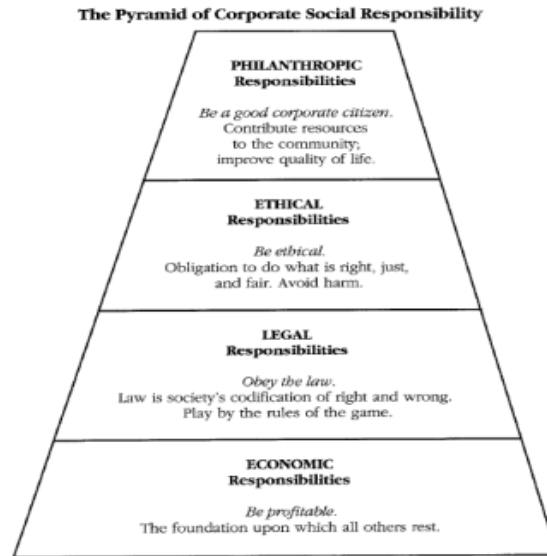 The Pyramid of Corporate Social Responsibility
PHILANTHROPIC
Responsibilities
Be a good corporate citizen.
Contribute resources
to the community;
improve quality of life.
ETHICAL
Responsibilities
Be ethical.
Obligation to do what is right, just,
and fair. Avoid harm.
LEGAL
Responsibilities
Obey the law.
Law is society's codification of right and wrong.
Play by the rules of the game.
ECONOMIC
Responsibilities
Be profitable.
The foundation upon which all others rest.